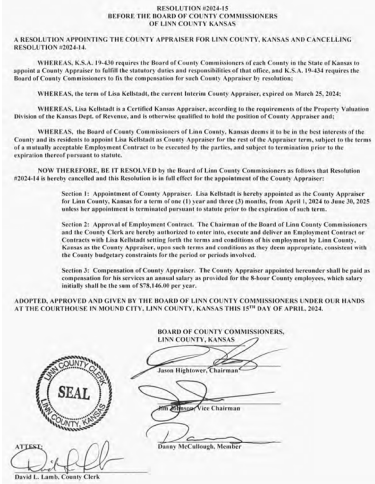 RESOLUTION #2024-15
BEFORE THE BOARD OF COUNTY COMMISSIONERS
OF LINN COUNTY KANSAS
A RESOLUTION APPOINTING THE COUNTY APPRAISER FOR LINN COUNTY, KANSAS AND CANCELLING
RESOLUTION #2024-14.
WHEREAS, K.S.A. 19-430 requires the Board of County Commissioners of each County in the State of Kansas to
appoint a County Appraiser to fulfill the statutory duties and responsibilities of that office, and K.S.A. 19-434 requires the
Board of County Commissioners to fix the compensation for such County Appraiser by resolution;
WHEREAS, the term of Lisa Kellstadt, the current Interim County Appraiser, expired on March 25, 2024;
WHEREAS, Lisa Kellstadt is a Certified Kansas Appraiser, according to the requirements of the Property Valuation
Division of the Kansas Dept. of Revenue, and is otherwise qualified to hold the position of County Appraiser and;
WHEREAS, the Board of County Commissioners of Linn County, Kansas deems it to be in the best interests of the
County and its residents to appoint Lisa Kellstadt as County Appraiser for the rest of the Appraiser term, subject to the terms
of a mutually acceptable Employment Contract to be executed by the parties, and subject to termination prior to the
expiration thereof pursuant to statute.
NOW THEREFORE, BE IT RESOLVED by the Board of Linn County Commissioners as follows that Resolution
#2024-14 is hereby cancelled and this Resolution is in full effect for the appointment of the County Appraiser:
Section 1: Appointment of County Appraiser. Lisa Kellstadt is hereby appointed as the County Appraiser
for Linn County, Kansas for a term of one (1) year and three (3) months, from April 1, 2024 to June 30, 2025
unless her appointment is terminated pursuant to statute prior to the expiration of such term.
Section 2: Approval of Employment Contract. The Chairman of the Board of Linn County Commissioners
and the County Clerk are hereby authorized to enter into, execute and deliver an Employment Contract or
Contracts with Lisa Kellstadt setting forth the terms and conditions of his employment by Linn County,
Kansas as the County Appraiser, upon such terms and conditions as they deem appropriate, consistent with
the County budgetary constraints for the period or periods involved.
Section 3: Compensation of County Appraiser. The County Appraiser appointed hereunder shall be paid as
compensation for his services an annual salary as provided for the 8-hour County employees, which salary
initially shall be the sum of $78,146.00 per year.
ADOPTED, APPROVED AND GIVEN BY THE BOARD OF LINN COUNTY COMMISSIONERS UNDER OUR HANDS
AT THE COURTHOUSE IN MOUND CITY, LINN COUNTY, KANSAS THIS 15TH DAY OF APRIL, 2024.
BOARD OF COUNTY COMMISSIONERS,
LINN COUNTY, KANSAS
Jason Hightower, Chairman
LINN COUNTY CLERK
SEAL
LINN COUNTY, KANSAS
Jim Johnson, Vice Chairman
Danny McCullough, Member
ATTEST:
David L. Lamb, County Clerk